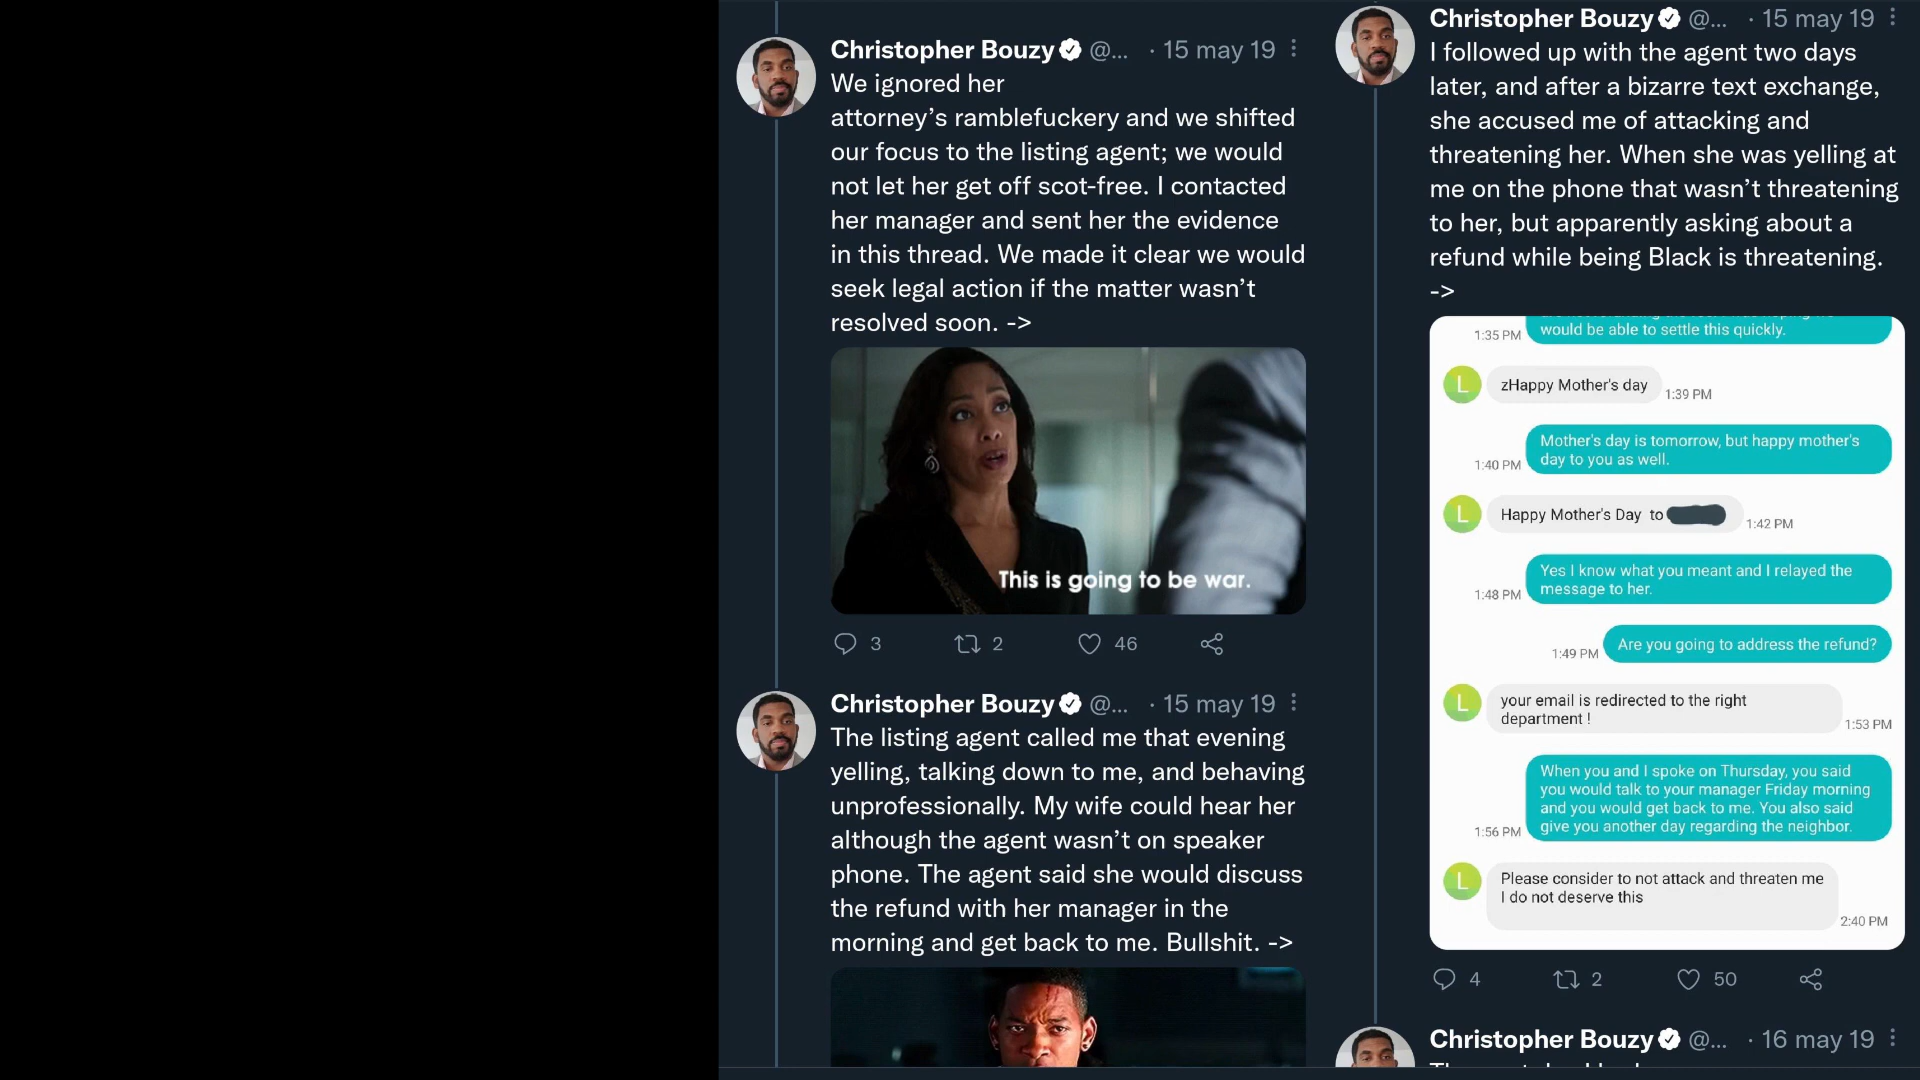 Christopher Bouzy @... · 15 may 19
We ignored her
attorney’s ramblefuckery and we shifted
our focus to the listing agent; we would
not let her get off scot-free. I contacted
her manager and sent her the evidence
in this thread. We made it clear we would
seek legal action if the matter wasn’t
resolved soon. ->
This is going to be war.
3 2 46
Christopher Bouzy @... · 15 may 19
The listing agent called me that evening
yelling, talking down to me, and behaving
unprofessionally. My wife could hear her
although the agent wasn’t on speaker
phone. The agent said she would discuss
the refund with her manager in the
morning and get back to me. Bullshit. ->
Christopher Bouzy @... · 15 may 19
I followed up with the agent two days
later, and after a bizarre text exchange,
she accused me of attacking and
threatening her. When she was yelling at
me on the phone that wasn’t threatening
to her, but apparently asking about a
refund while being Black is threatening.
->
would be able to settle this quickly.
1:35 PM
L
zHappy Mother's day
1:39 PM
Mother's day is tomorrow, but happy mother's
day to you as well.
1:40 PM
L
Happy Mother's Day to
1:42 PM
Yes I know what you meant and I relayed the
message to her.
1:48 PM
Are you going to address the refund?
1:49 PM
L
your email is redirected to the right
department !
1:53 PM
When you and I spoke on Thursday, you said
you would talk to your manager Friday morning
and you would get back to me. You also said
give you another day regarding the neighbor.
1:56 PM
L
Please consider to not attack and threaten me
I do not deserve this
2:40 PM
4 2 50
Christopher Bouzy @... · 16 may 19